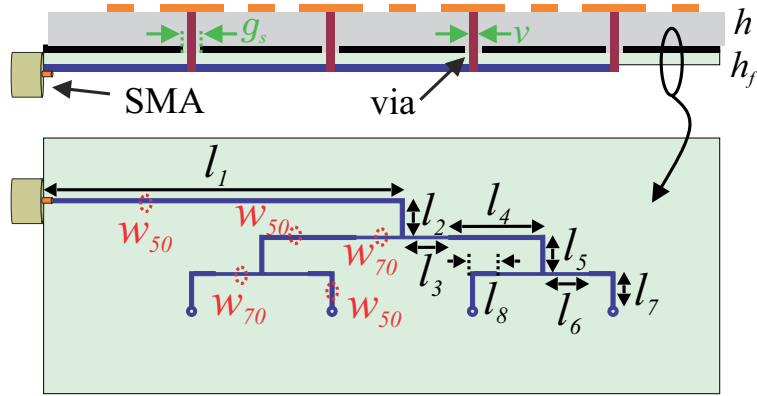 g_s v h
SMA via h_f
l_1
w_50 w_50 l_2 l_4
w_70 l_3 l_5
w_70 w_50 l_8 l_6 l_7